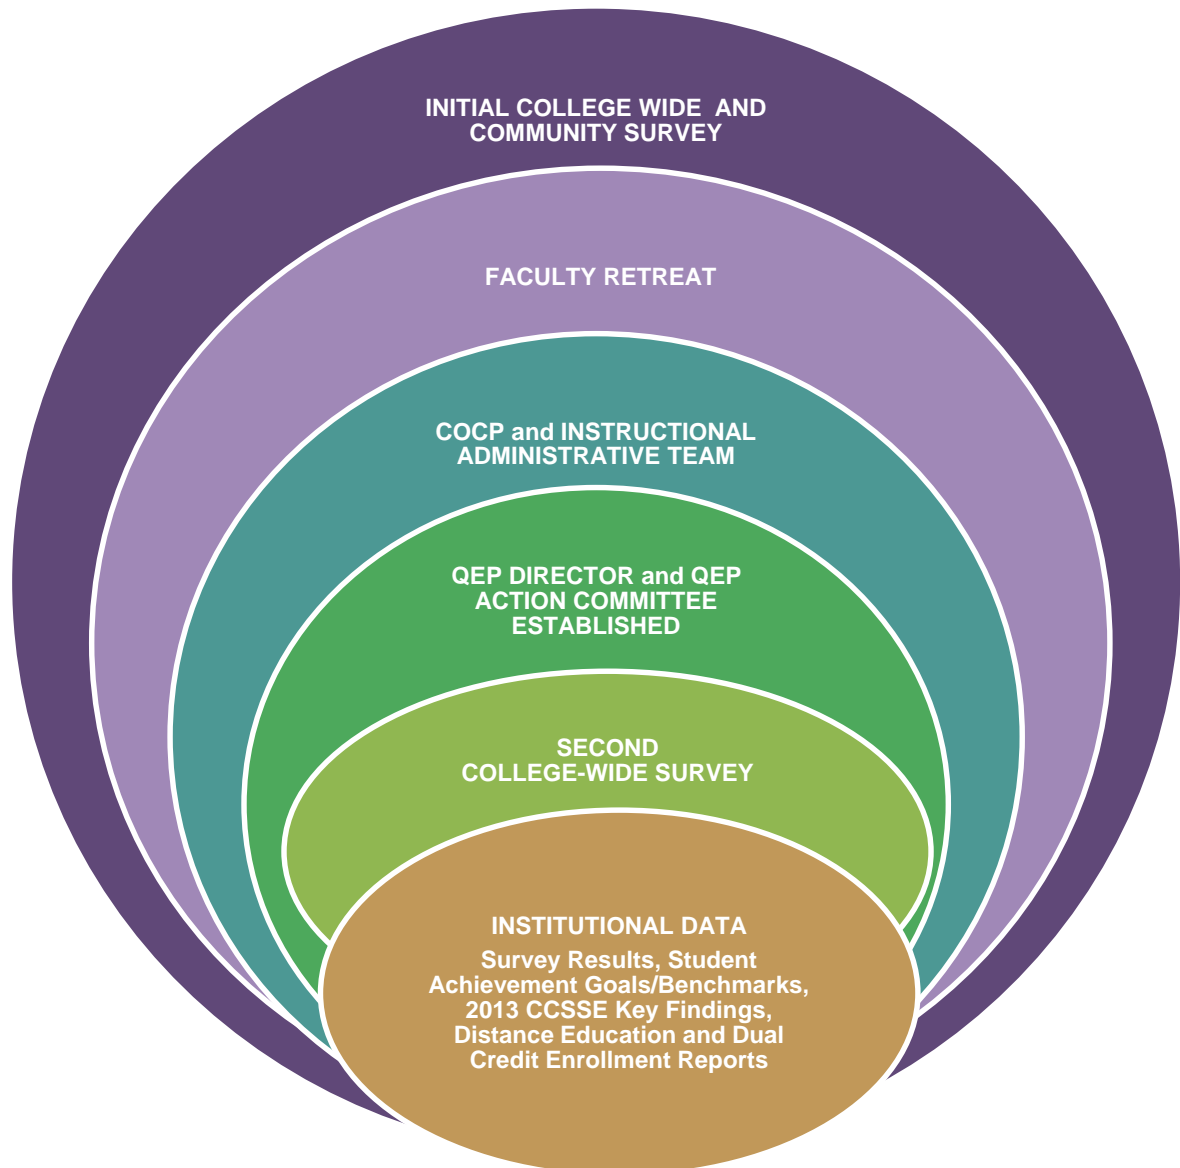 INITIAL COLLEGE WIDE AND
COMMUNITY SURVEY
FACULTY RETREAT
COCP and INSTRUCTIONAL
ADMINISTRATIVE TEAM
QEP DIRECTOR and QEP
ACTION COMMITTEE
ESTABLISHED
SECOND
COLLEGE-WIDE SURVEY
INSTITUTIONAL DATA
Survey Results, Student
Achievement Goals/Benchmarks,
2013 CCSSE Key Findings,
Distance Education and Dual
Credit Enrollment Reports